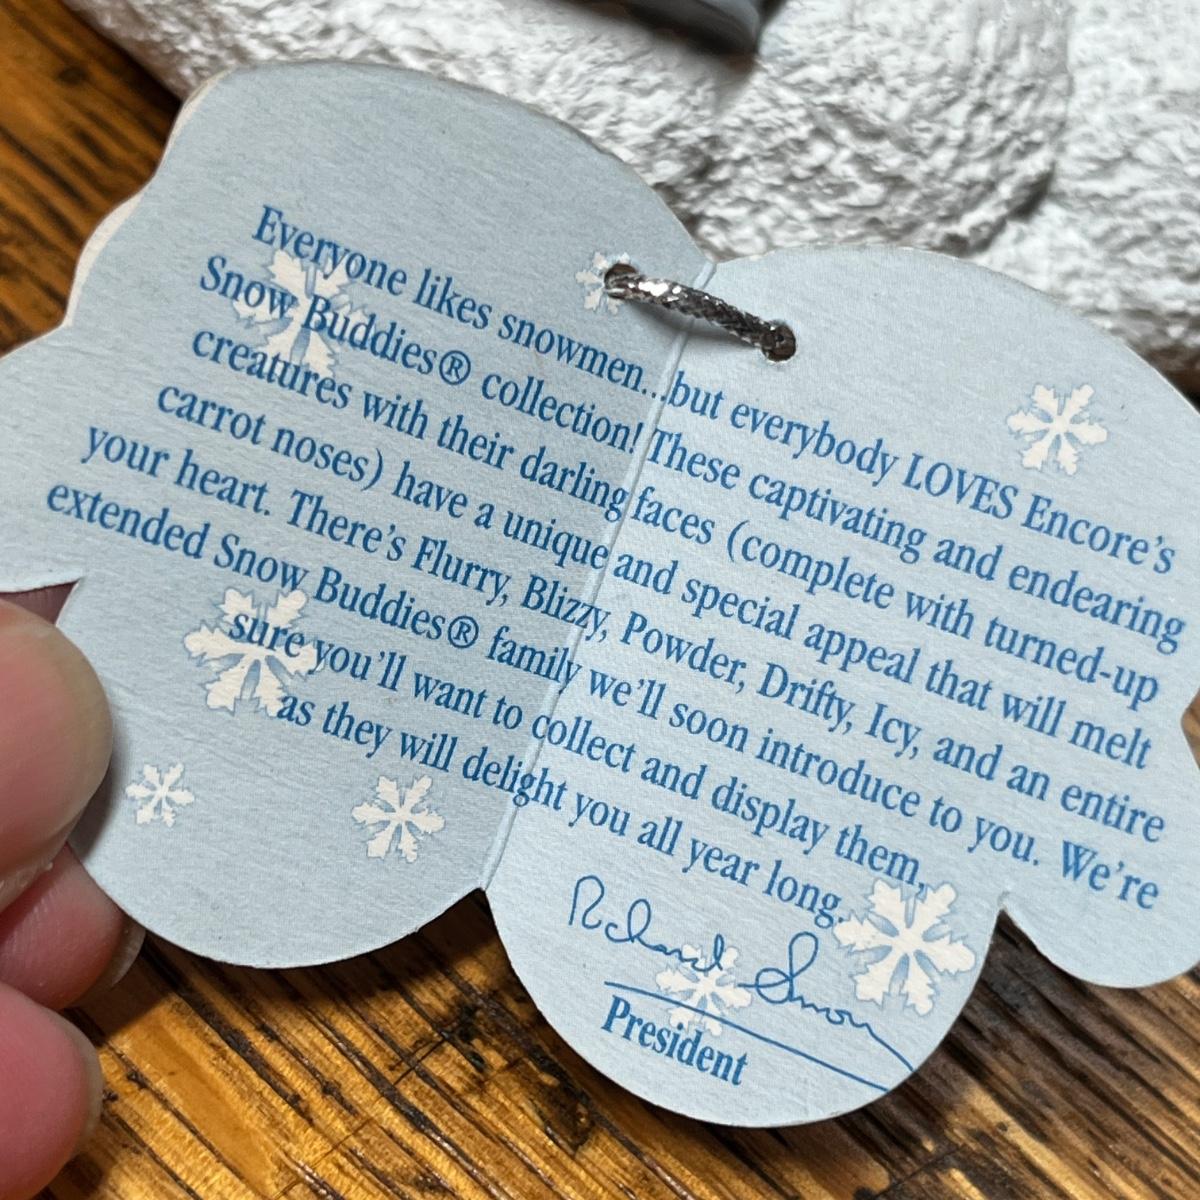 Everyone likes snowmen...but everybody LOVES Encore's
Snow Buddies® collection! These captivating and endearing
creatures with their darling faces (complete with turned-up
carrot noses) have a unique and special appeal that will melt
your heart. There's Flurry, Blizzy, Powder, Drifty, Icy, and an entire
extended Snow Buddies® family we'll soon introduce to you. We're
sure you'll want to collect and display them,
as they will delight you all year long.
Richard Simon
President